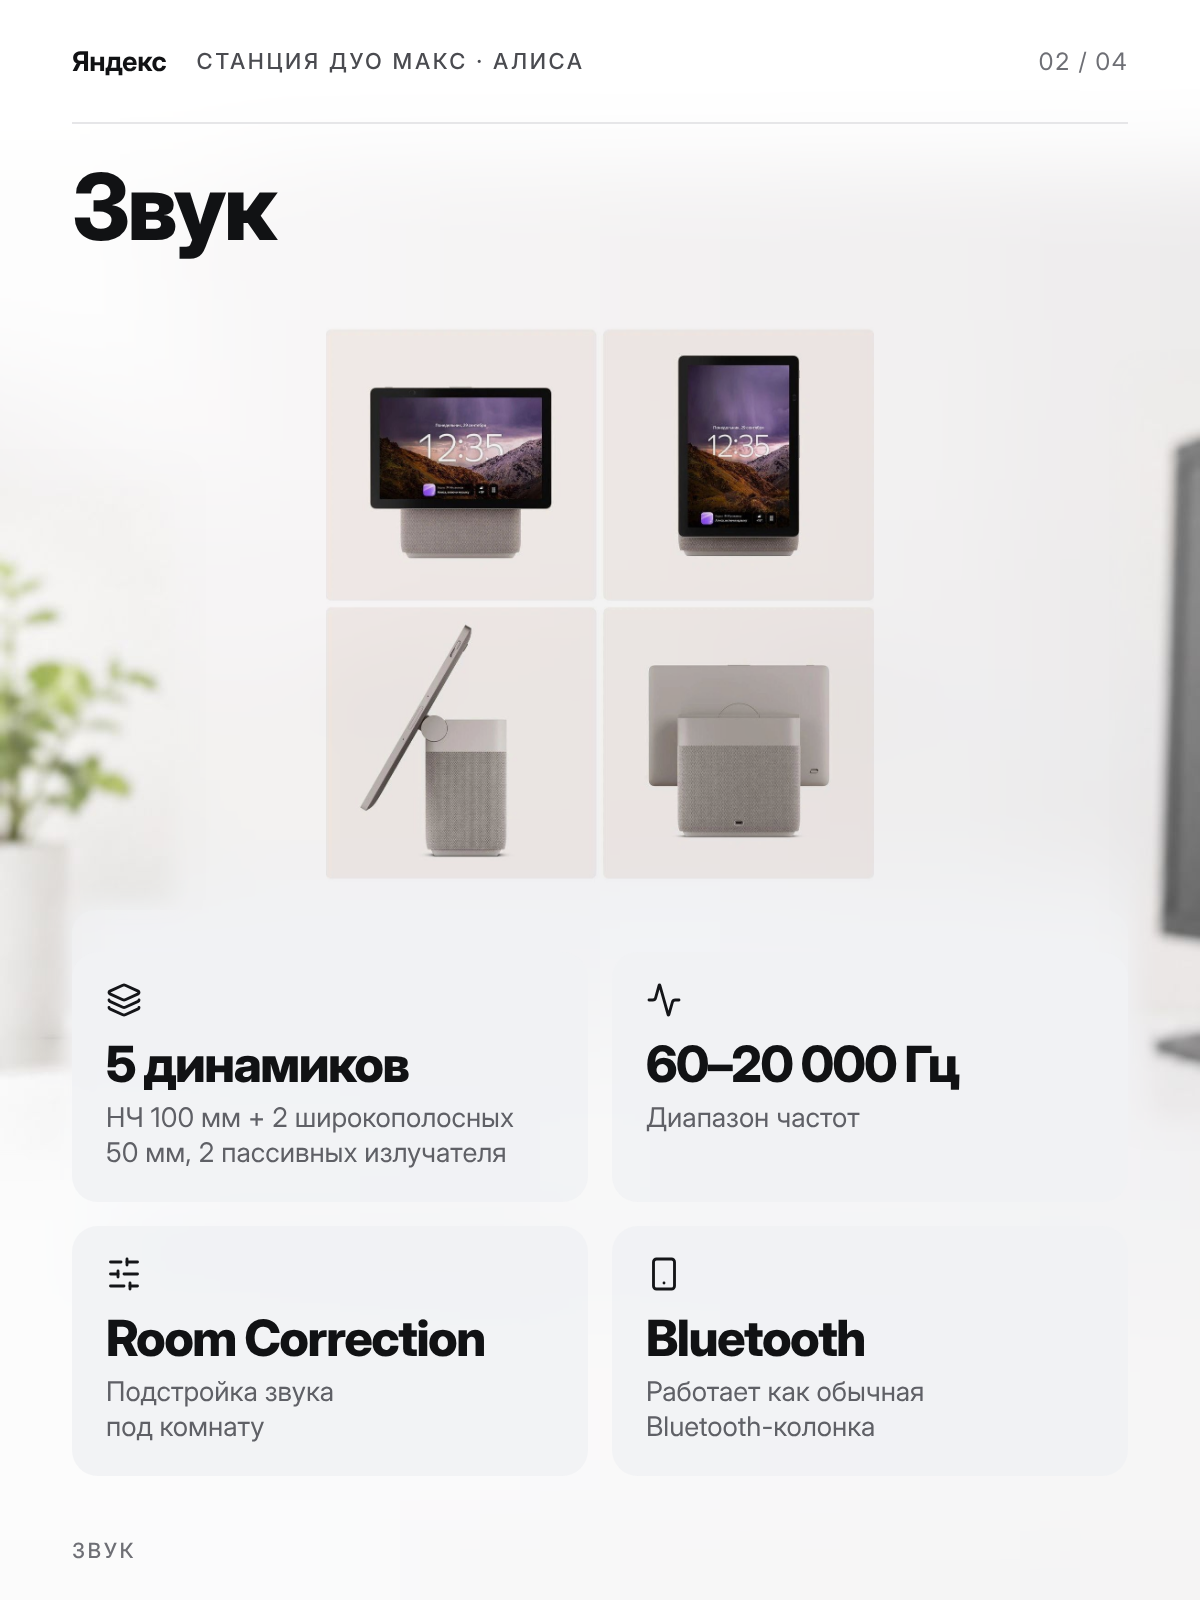 Яндекс СТАНЦИЯ ДУО МАКС · АЛИСА 02 / 04
Звук
12:35
12:35
5 динамиков
НЧ 100 мм + 2 широкополосных
50 мм, 2 пассивных излучателя
60–20 000 Гц
Диапазон частот
Room Correction
Подстройка звука
под комнату
Bluetooth
Работает как обычная
Bluetooth-колонка
ЗВУК